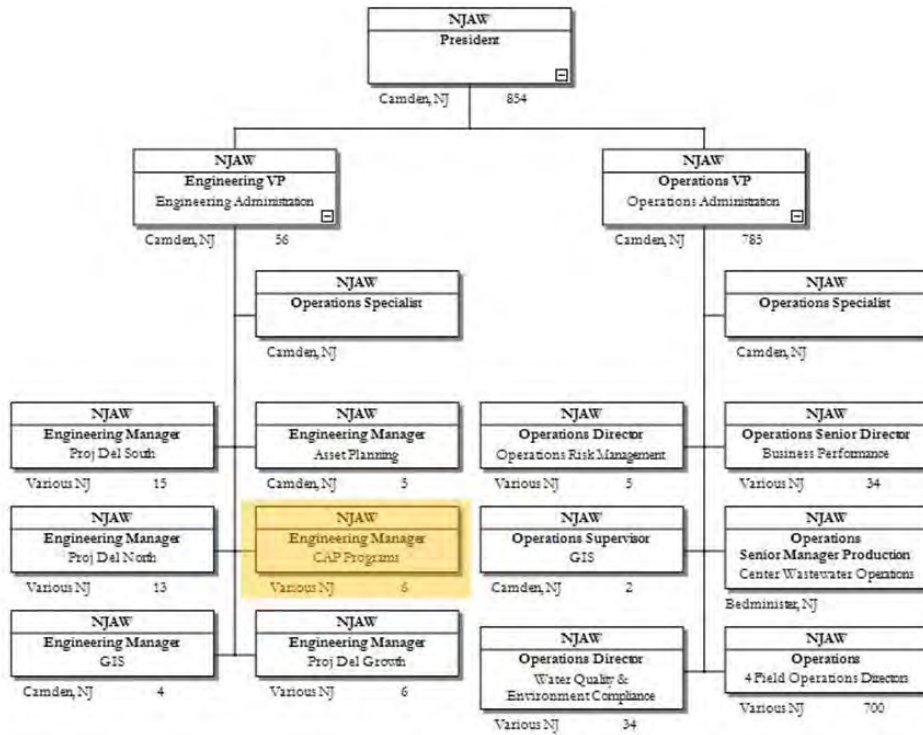 NJAW
President
Camden, NJ 854
NJAW
Engineering VP
Engineering Administration
Camden, NJ 56
NJAW
Operations VP
Operations Administration
Camden, NJ 785
NJAW
Operations Specialist
Camden, NJ
NJAW
Operations Specialist
Camden, NJ
NJAW
Engineering Manager
Proj Del South
Various NJ 15
NJAW
Engineering Manager
Asset Planning
Camden, NJ 5
NJAW
Operations Director
Operations Risk Management
Various NJ 5
NJAW
Operations Senior Director
Business Performance
Various NJ 34
NJAW
Engineering Manager
Proj Del North
Various NJ 13
NJAW
Engineering Manager
CAP Programs
Various NJ 6
NJAW
Operations Supervisor
GIS
Camden, NJ 2
NJAW
Operations
Senior Manager Production
Center Wastewater Operations
Bedminister, NJ
NJAW
Engineering Manager
GIS
Camden, NJ 4
NJAW
Engineering Manager
Proj Del Growth
Various NJ 6
NJAW
Operations Director
Water Quality &
Environment Compliance
Various NJ 34
NJAW
Operations
4 Field Operations Directors
Various NJ 700